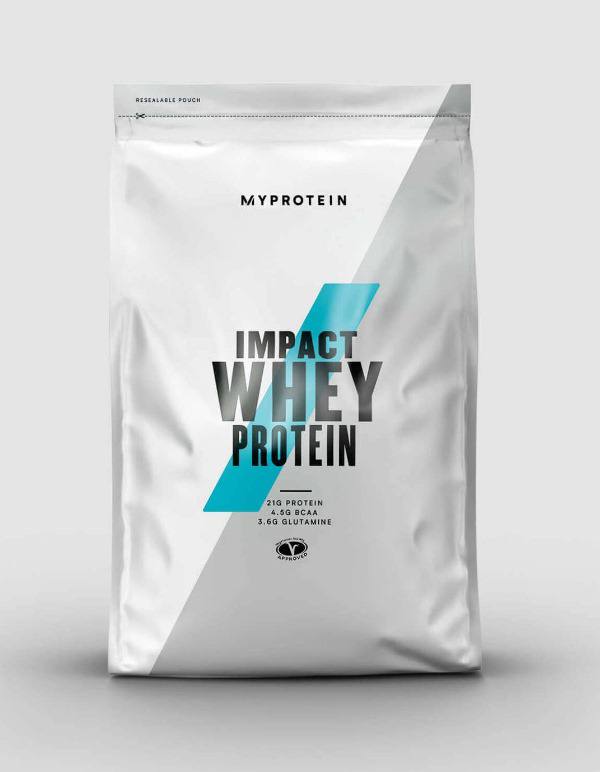 RESEALABLE POUCH
MYPROTEIN
IMPACT
WHEY
PROTEIN
21G PROTEIN
4.5G BCAA
3.6G GLUTAMINE
V
APPROVED